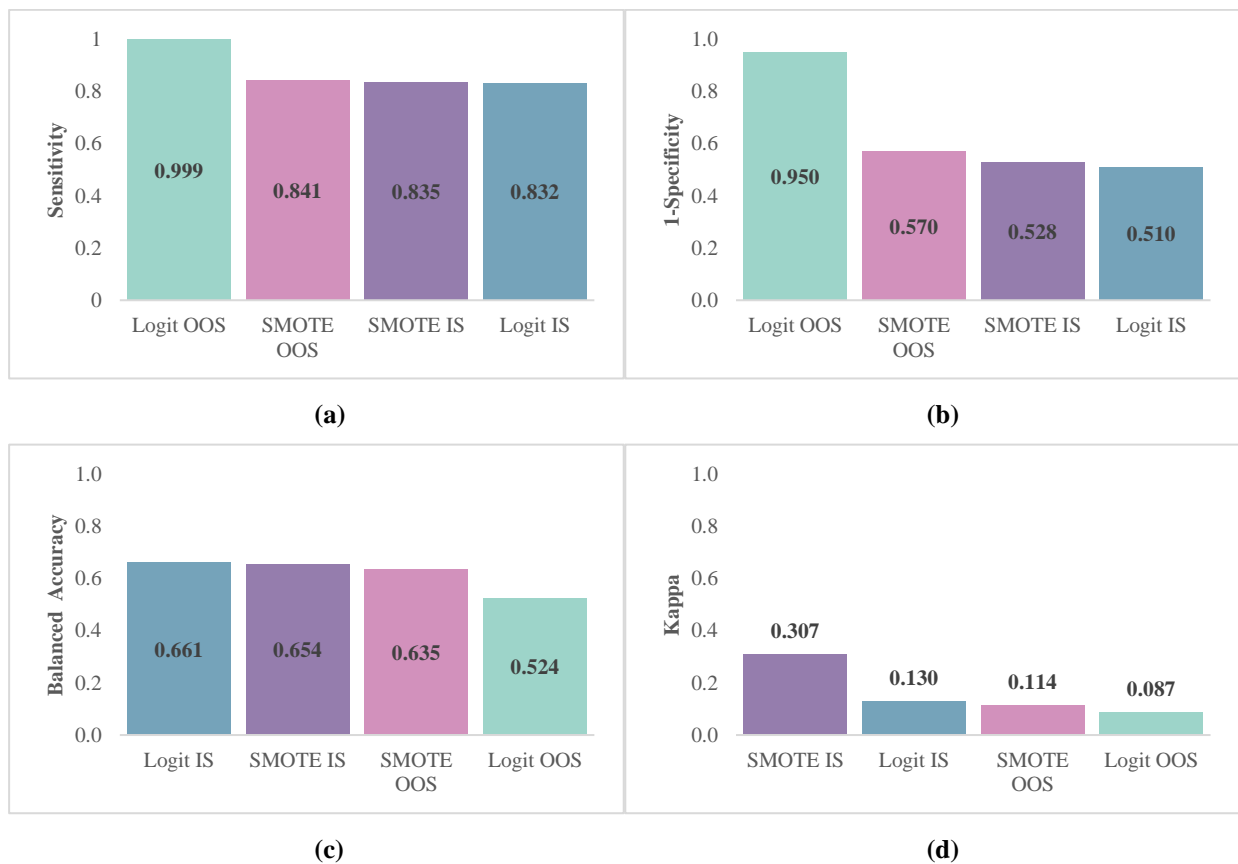 Sensitivity
1
0.8
0.6
0.4
0.2
0
0.999
0.841
0.835
0.832
Logit OOS
SMOTE
OOS
SMOTE IS
Logit IS
(a)
1-Specificity
1.0
0.8
0.6
0.4
0.2
0.0
0.950
0.570
0.528
0.510
Logit OOS
SMOTE
OOS
SMOTE IS
Logit IS
(b)
Balanced Accuracy
1.0
0.8
0.6
0.4
0.2
0.0
0.661
0.654
0.635
0.524
Logit IS
SMOTE IS
SMOTE
OOS
Logit OOS
(c)
Kappa
1.0
0.8
0.6
0.4
0.2
0.0
0.307
0.130
0.114
0.087
SMOTE IS
Logit IS
SMOTE
OOS
Logit OOS
(d)